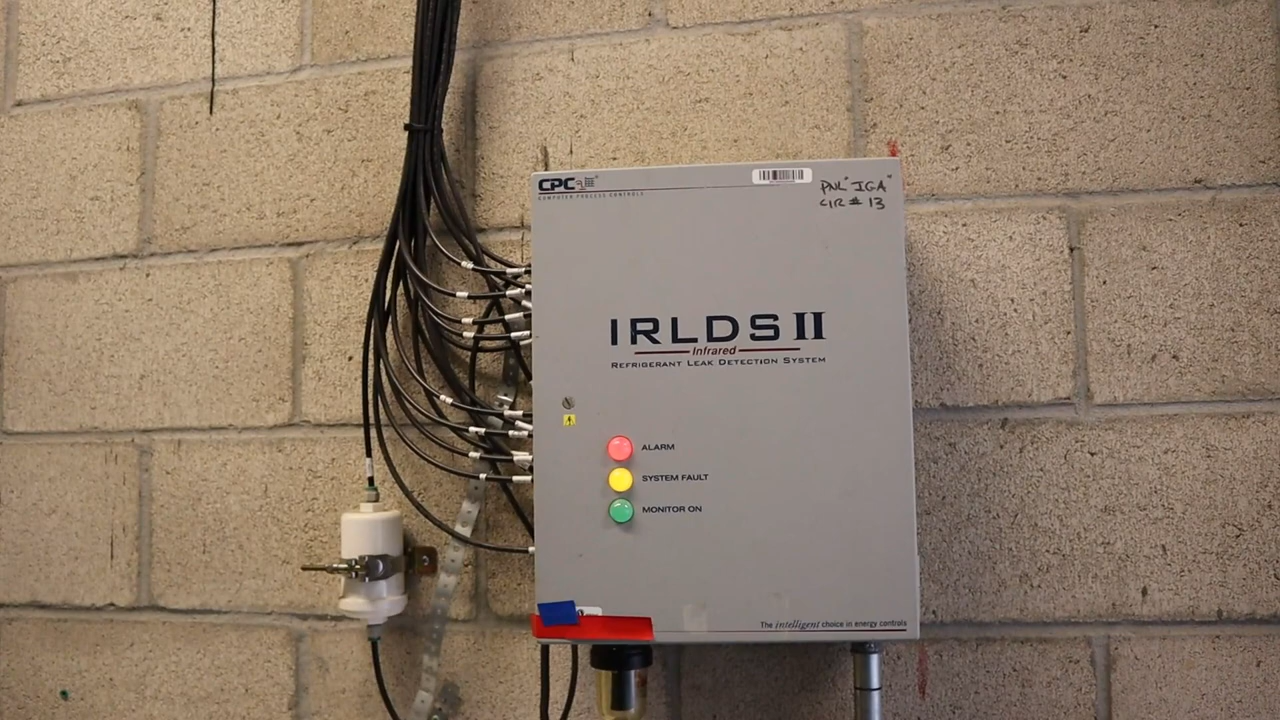 CPC
COMPUTER PROCESS CONTROLS
PNL "IGA"
CIR # 13
IRLDS II
Infrared
REFRIGERANT LEAK DETECTION SYSTEM
ALARM
SYSTEM FAULT
MONITOR ON
The intelligent choice in energy controls